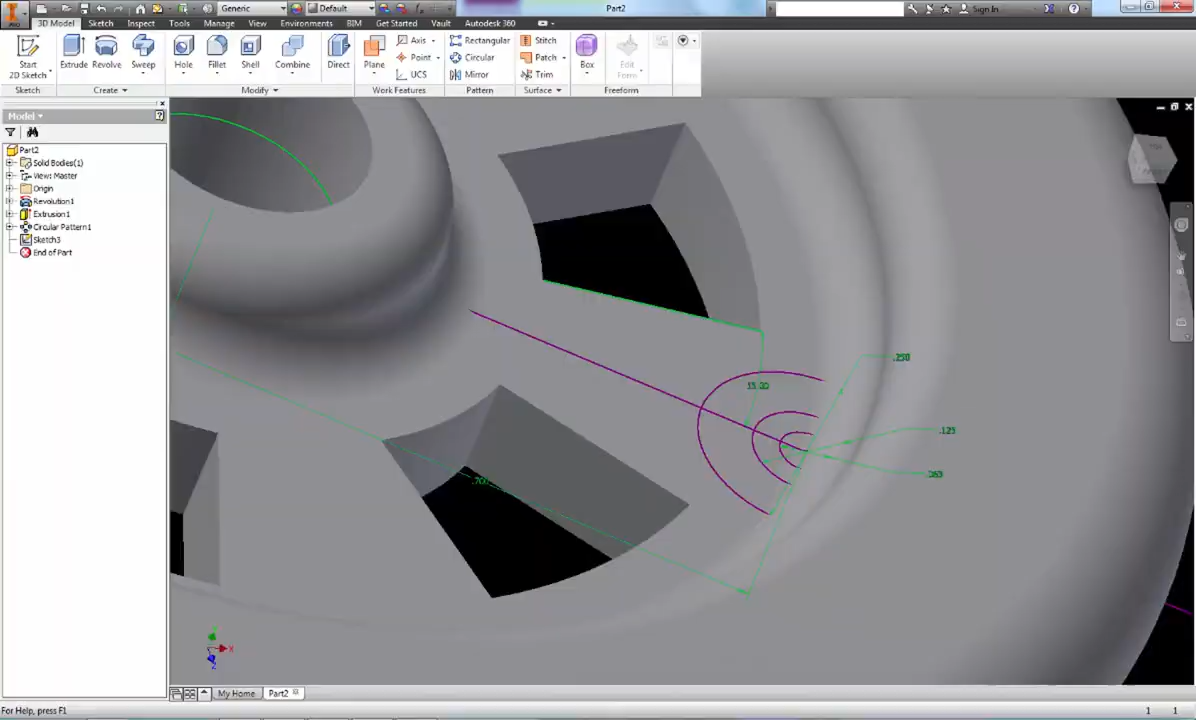 Generic
Default
Part2
Sign In
3D Model Sketch Inspect Tools Manage View Environments BIM Get Started Vault Autodesk 360
Start
2D Sketch
Extrude Revolve Sweep
Hole Fillet Shell Combine Direct
Plane
Axis
Point
UCS
Rectangular
Circular
Mirror
Stitch
Patch
Trim
Box
Edit
Form
Sketch Create Modify Work Features Pattern Surface Freeform
Model
Part2
Solid Bodies(1)
View: Master
Origin
Revolution1
Extrusion1
Circular Pattern1
Sketch3
End of Part
.250
.125
.700
X
My Home Part2
For Help, press F1
1 1